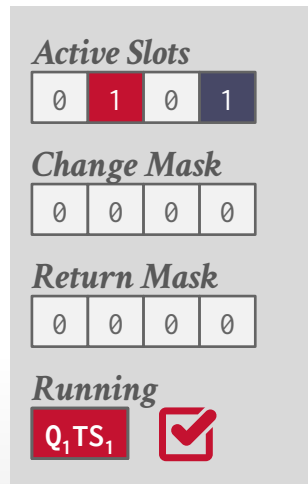 Active Slots
0 1 0 1
Change Mask
0 0 0 0
Return Mask
0 0 0 0
Running
Q₁TS₁